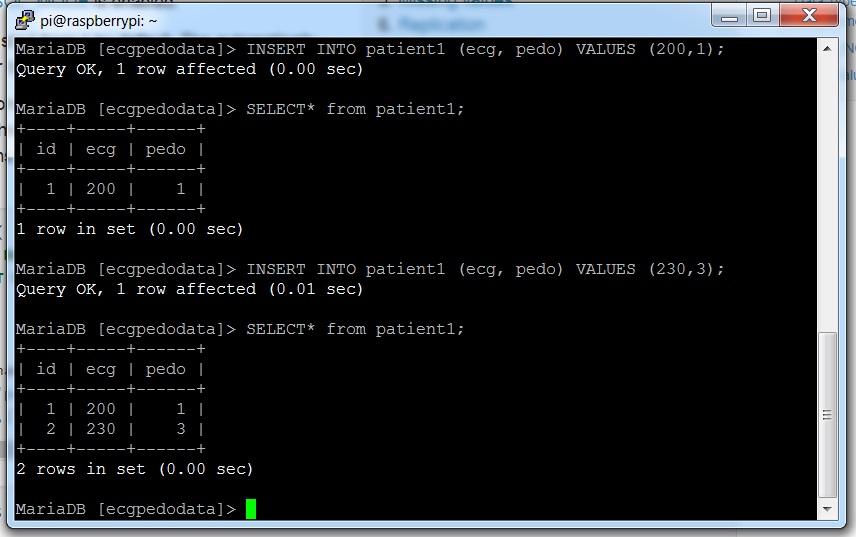 Missing values
6. Replication
pi@raspberrypi: ~
MariaDB [ecgpedodata]> INSERT INTO patient1 (ecg, pedo) VALUES (200,1);
Query OK, 1 row affected (0.00 sec)
MariaDB [ecgpedodata]> SELECT* from patient1;
+----+-----+------+
| id | ecg | pedo |
+----+-----+------+
|  1 | 200 |    1 |
+----+-----+------+
1 row in set (0.00 sec)
MariaDB [ecgpedodata]> INSERT INTO patient1 (ecg, pedo) VALUES (230,3);
Query OK, 1 row affected (0.01 sec)
MariaDB [ecgpedodata]> SELECT* from patient1;
+----+-----+------+
| id | ecg | pedo |
+----+-----+------+
|  1 | 200 |    1 |
|  2 | 230 |    3 |
+----+-----+------+
2 rows in set (0.00 sec)
MariaDB [ecgpedodata]>